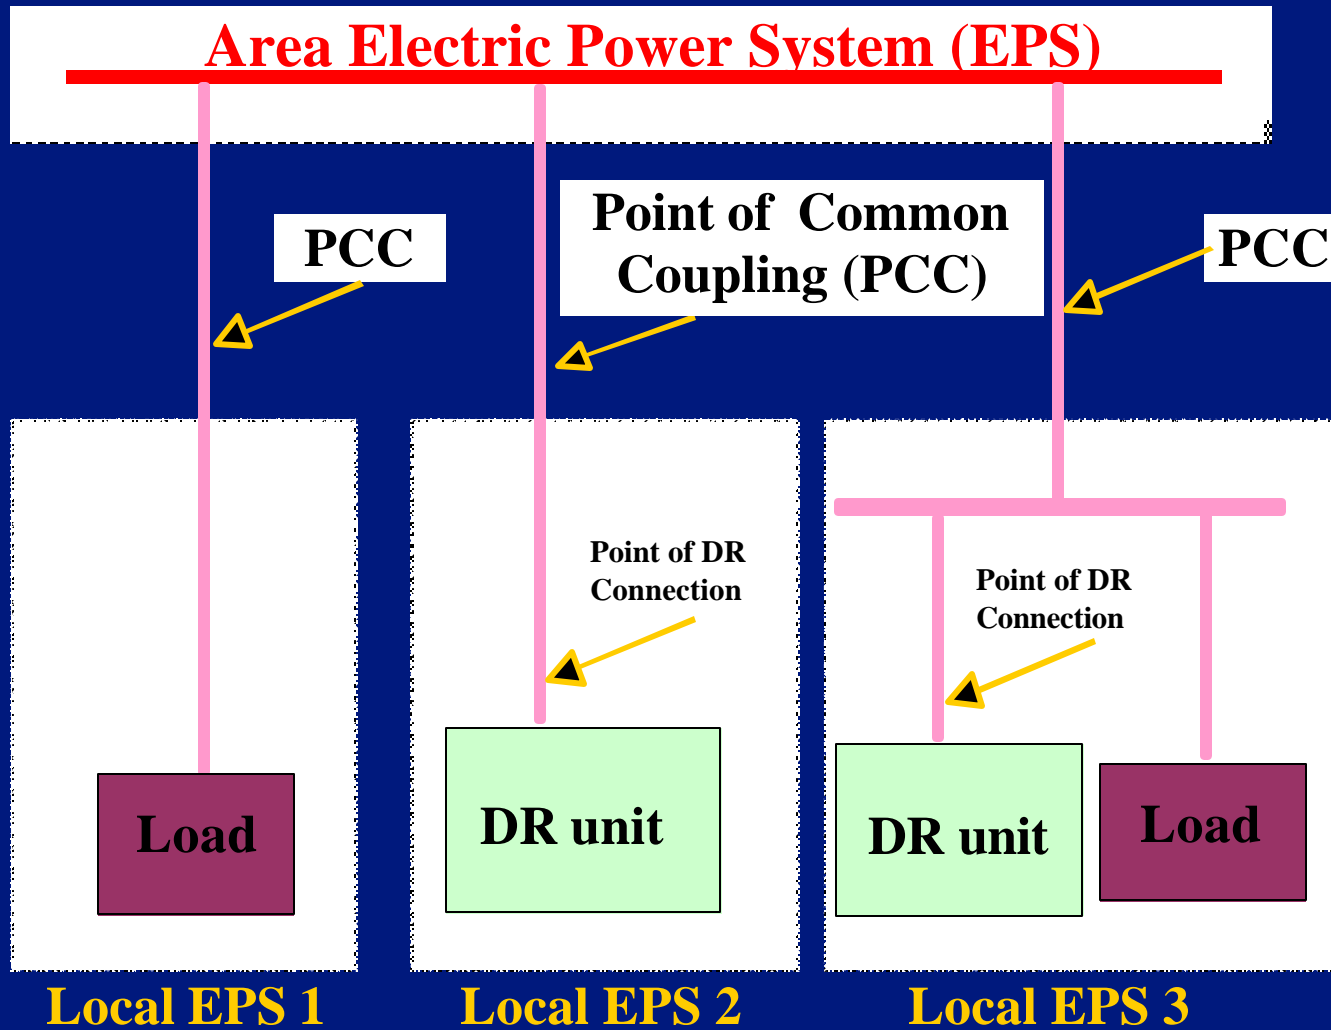 Area Electric Power System (EPS)
PCC
Point of Common
Coupling (PCC)
PCC
Point of DR
Connection
Point of DR
Connection
Load
DR unit
DR unit
Load
Local EPS 1
Local EPS 2
Local EPS 3